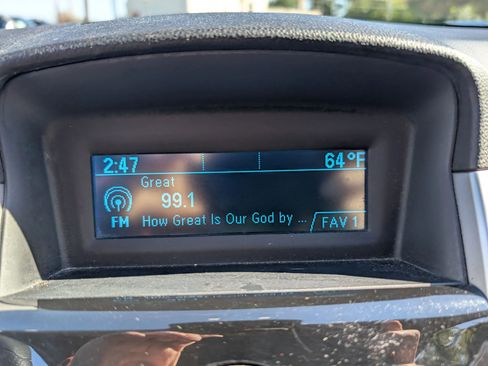 2:47 64°F
Great
99.1
FM How Great Is Our God by ... FAV 1